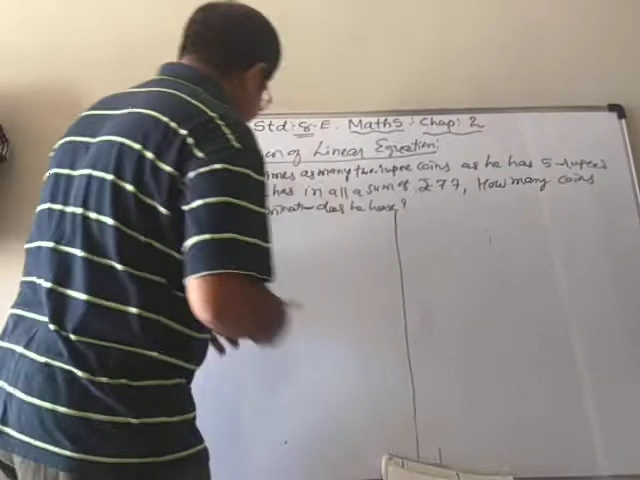 Std:-8-E. Maths: Chap: 2
of Linear Equation:
as many two rupee coins as he has 5-rupees
has in all a sum of ₹77, How many coins
does he have?